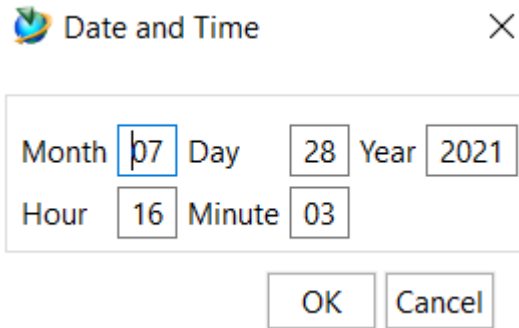 Date and Time
Month 07 Day 28 Year 2021
Hour 16 Minute 03
OK Cancel